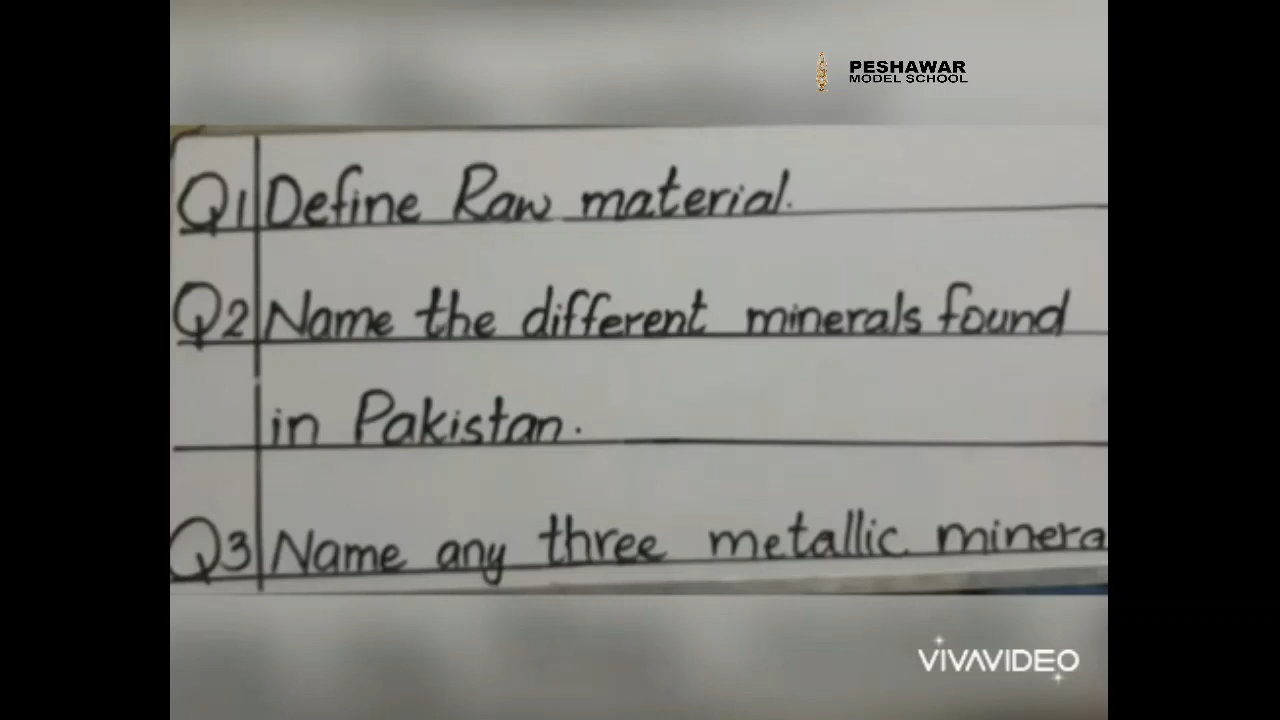 PESHAWAR
MODEL SCHOOL
Q1 Define Raw material.
Q2 Name the different minerals found
in Pakistan.
Q3 Name any three metallic minera
VIVAVIDEO